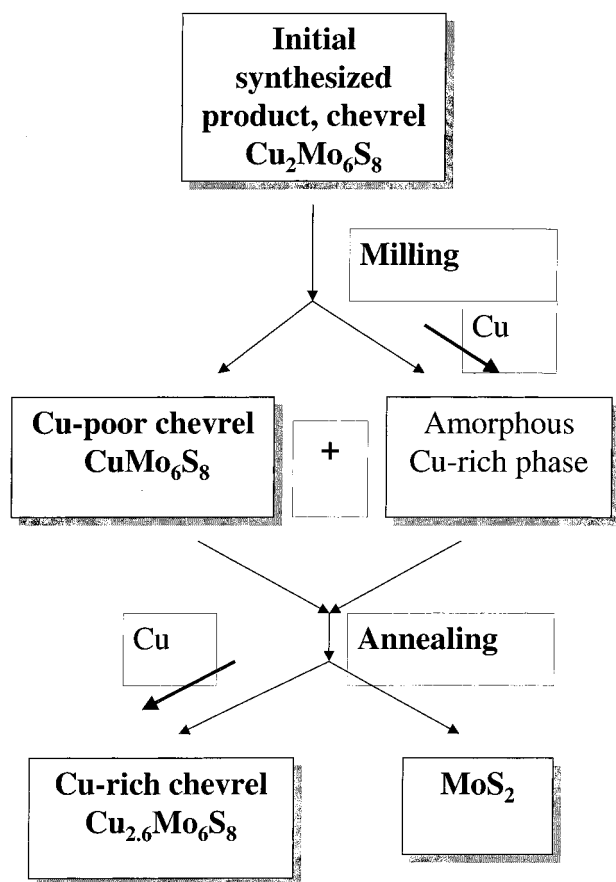 Initial
synthesized
product, chevrel
Cu₂Mo₆S₈
Milling
Cu
Cu-poor chevrel
CuMo₆S₈
+
Amorphous
Cu-rich phase
Cu
Annealing
Cu-rich chevrel
Cu₂.₆Mo₆S₈
MoS₂